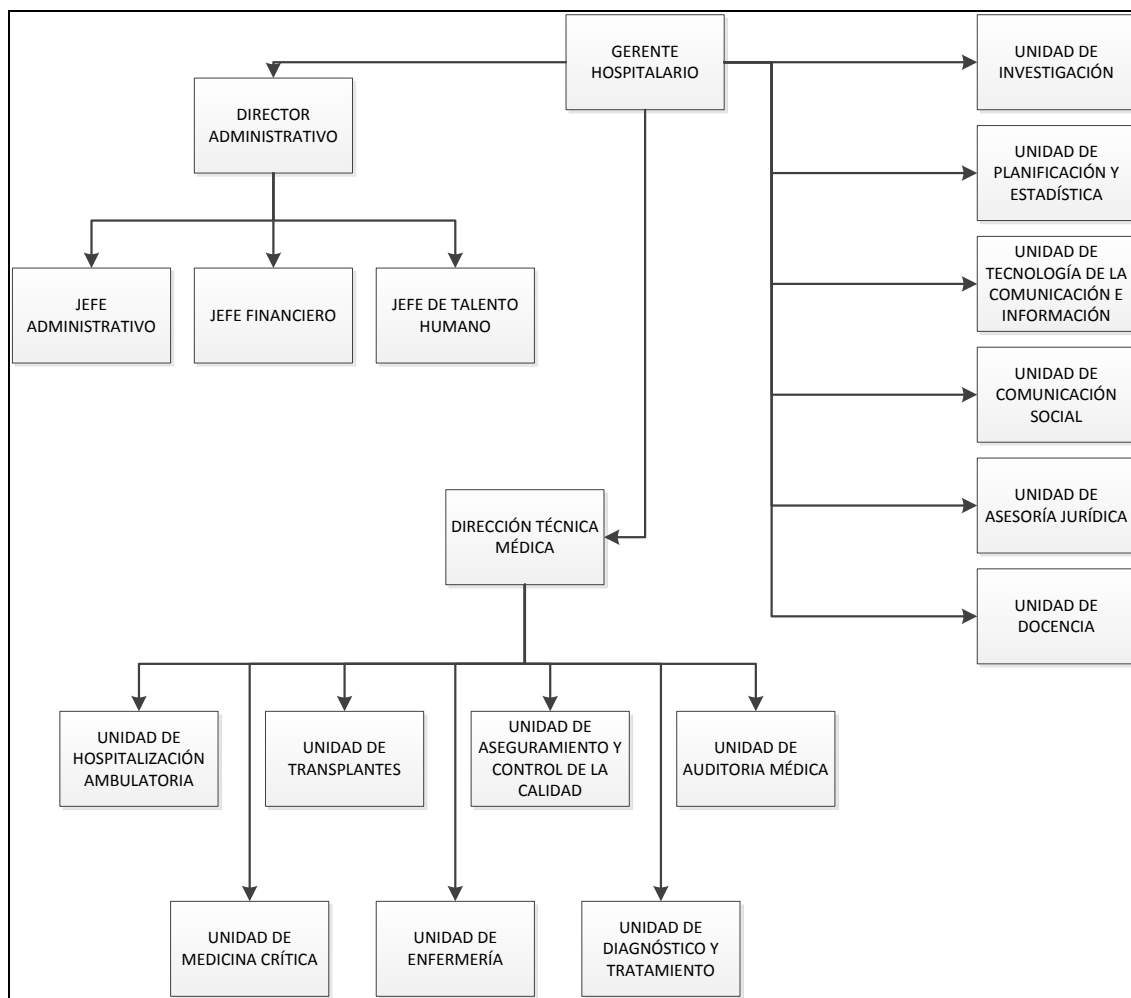 GERENTE
HOSPITALARIO
UNIDAD DE
INVESTIGACIÓN
DIRECTOR
ADMINISTRATIVO
UNIDAD DE
PLANIFICACIÓN Y
ESTADÍSTICA
UNIDAD DE
TECNOLOGÍA DE LA
COMUNICACIÓN E
INFORMACIÓN
JEFE
ADMINISTRATIVO
JEFE FINANCIERO
JEFE DE TALENTO
HUMANO
UNIDAD DE
COMUNICACIÓN
SOCIAL
UNIDAD DE
ASESORÍA JURÍDICA
DIRECCIÓN TÉCNICA
MÉDICA
UNIDAD DE
DOCENCIA
UNIDAD DE
HOSPITALIZACIÓN
AMBULATORIA
UNIDAD DE
TRANSPLANTES
UNIDAD DE
ASEGURAMIENTO Y
CONTROL DE LA
CALIDAD
UNIDAD DE
AUDITORIA MÉDICA
UNIDAD DE
MEDICINA CRÍTICA
UNIDAD DE
ENFERMERÍA
UNIDAD DE
DIAGNÓSTICO Y
TRATAMIENTO